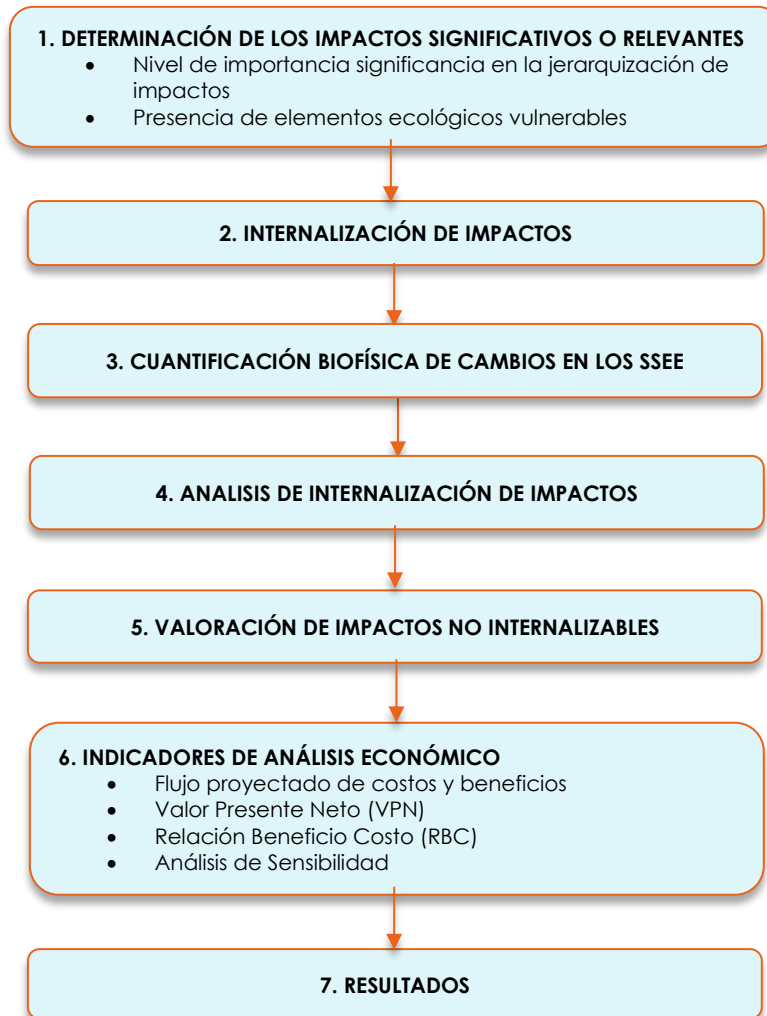 1. DETERMINACIÓN DE LOS IMPACTOS SIGNIFICATIVOS O RELEVANTES
• Nivel de importancia significancia en la jerarquización de
impactos
• Presencia de elementos ecológicos vulnerables
2. INTERNALIZACIÓN DE IMPACTOS
3. CUANTIFICACIÓN BIOFÍSICA DE CAMBIOS EN LOS SSEE
4. ANALISIS DE INTERNALIZACIÓN DE IMPACTOS
5. VALORACIÓN DE IMPACTOS NO INTERNALIZABLES
6. INDICADORES DE ANÁLISIS ECONÓMICO
• Flujo proyectado de costos y beneficios
• Valor Presente Neto (VPN)
• Relación Beneficio Costo (RBC)
• Análisis de Sensibilidad
7. RESULTADOS